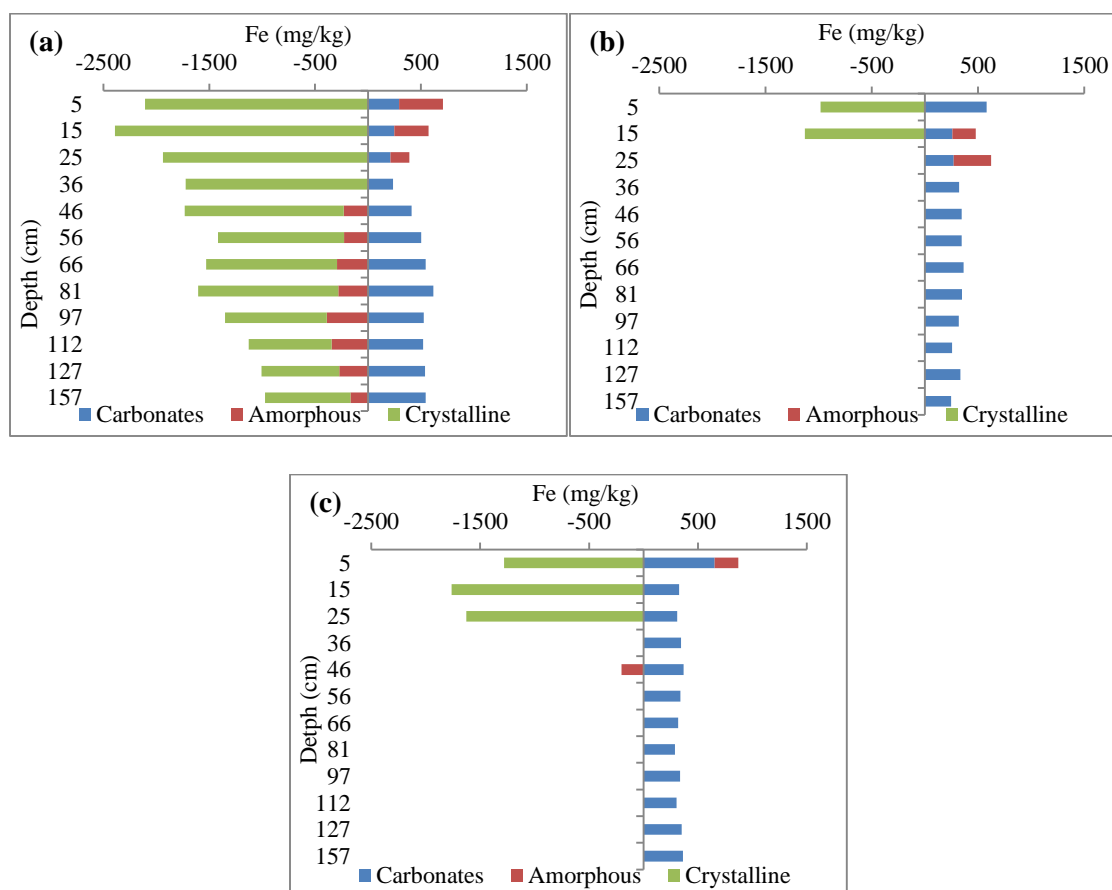 (a)
Fe (mg/kg)
-2500 -1500 -500 500 1500
5
15
25
36
46
56
66
81
97
112
127
157
Depth (cm)
Carbonates Amorphous Crystalline
(b)
Fe (mg/kg)
-2500 -1500 -500 500 1500
5
15
25
36
46
56
66
81
97
112
127
157
Depth (cm)
Carbonates Amorphous Crystalline
(c)
Fe (mg/kg)
-2500 -1500 -500 500 1500
5
15
25
36
46
56
66
81
97
112
127
157
Detpth (cm)
Carbonates Amorphous Crystalline